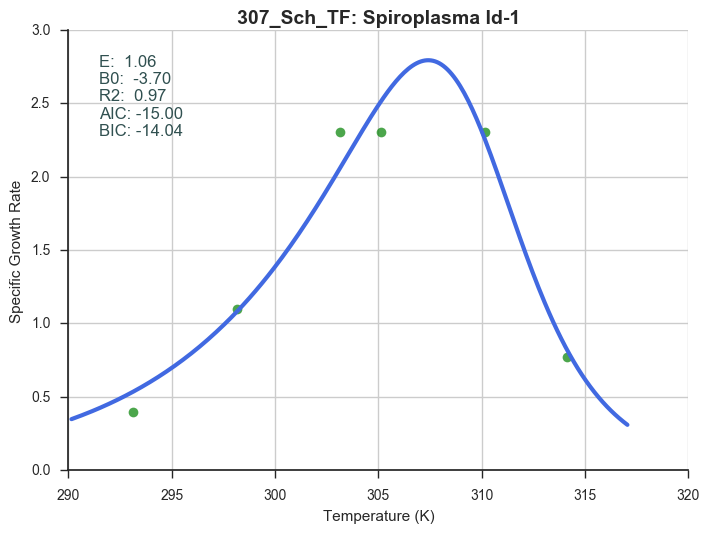 307_Sch_TF: Spiroplasma Id-1
E:  1.06
B0:  -3.70
R2:  0.97
AIC: -15.00
BIC: -14.04
Specific Growth Rate
3.0
2.5
2.0
1.5
1.0
0.5
0.0
290 295 300 305 310 315 320
Temperature (K)